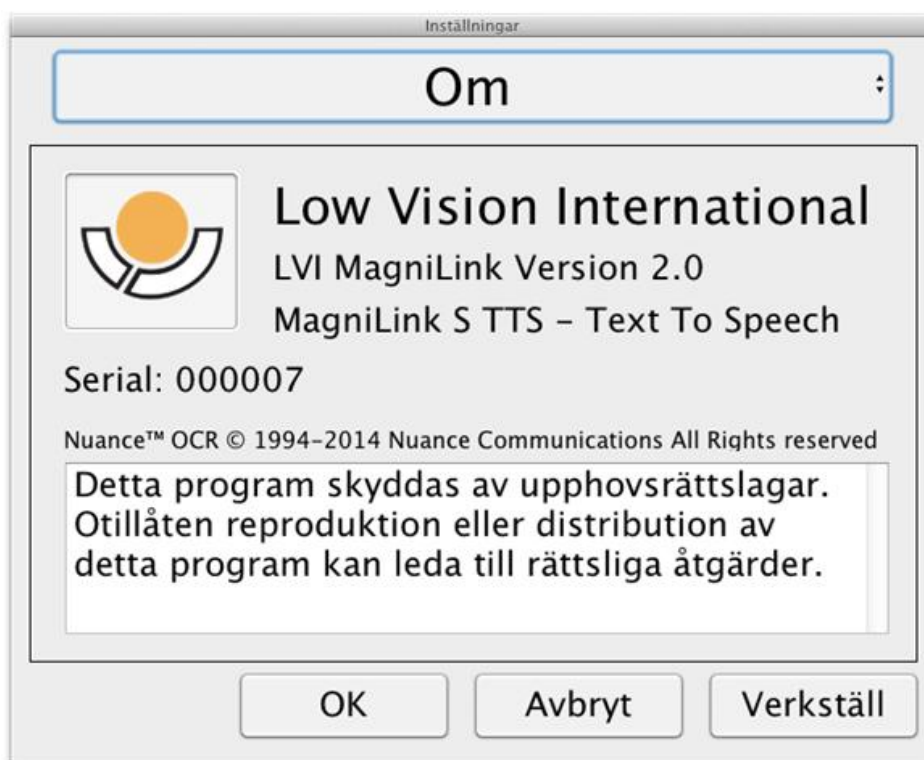 Inställningar
Om
Low Vision International
LVI MagniLink Version 2.0
MagniLink S TTS – Text To Speech
Serial: 000007
Nuance™ OCR © 1994–2014 Nuance Communications All Rights reserved
Detta program skyddas av upphovsrättslagar.
Otillåten reproduktion eller distribution av
detta program kan leda till rättsliga åtgärder.
OK
Avbryt
Verkställ